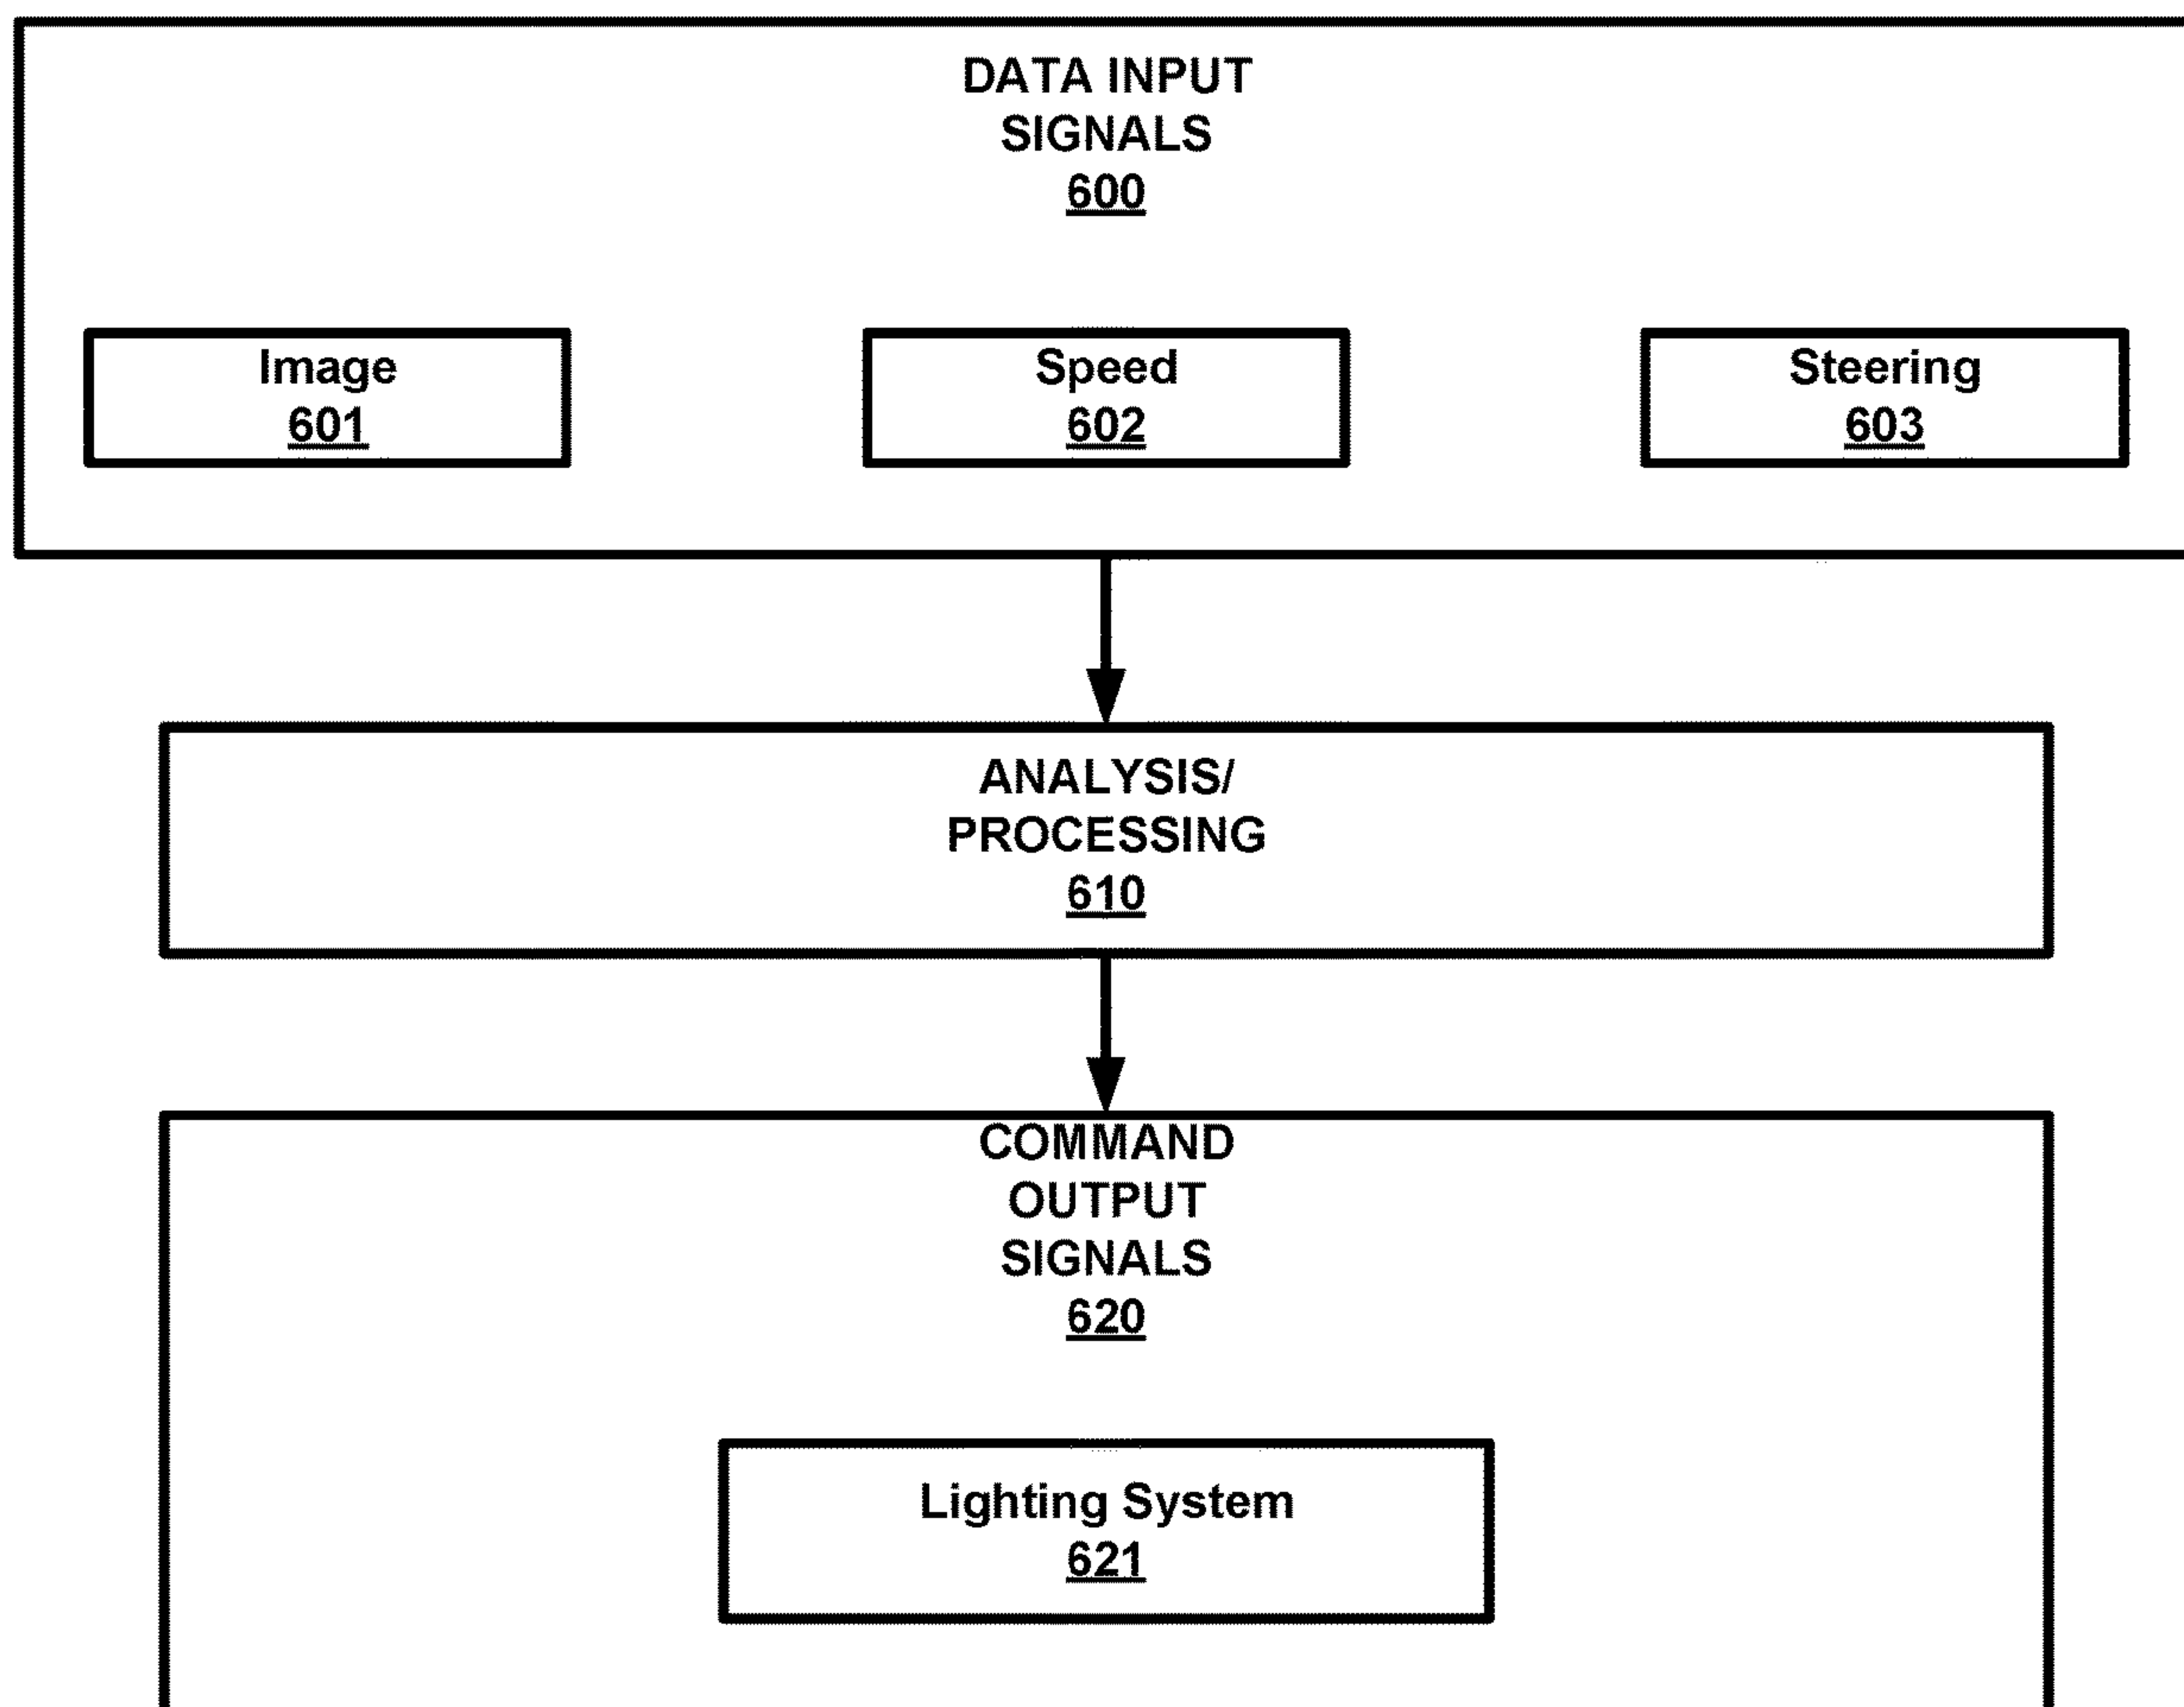 DATA INPUT
SIGNALS
600
Image
601
Speed
602
Steering
603
ANALYSIS/
PROCESSING
610
COMMAND
OUTPUT
SIGNALS
620
Lighting System
621